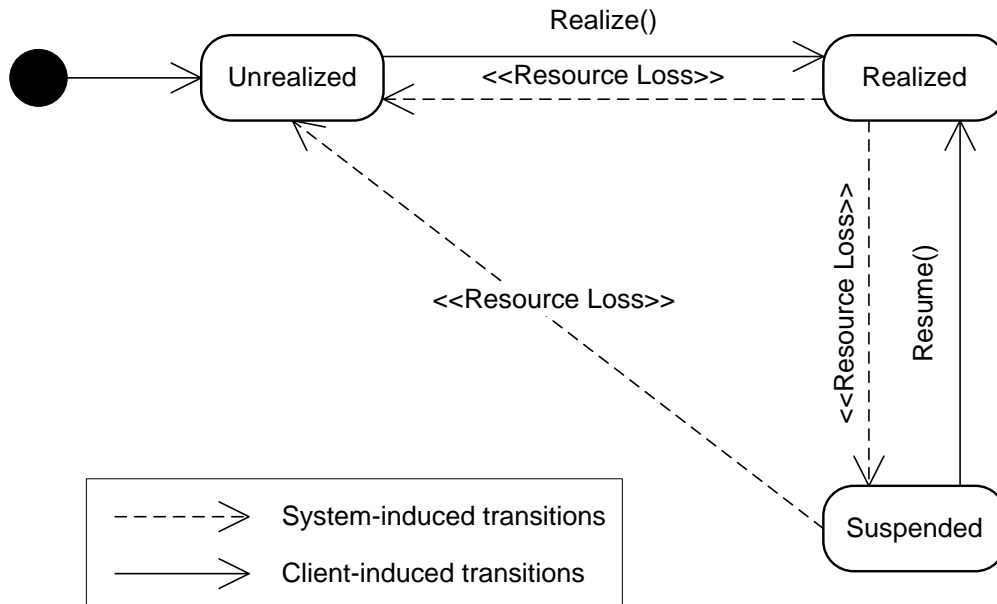 Realize()
Unrealized
<<Resource Loss>>
Realized
<<Resource Loss>>
Resume()
<<Resource Loss>>
Suspended
System-induced transitions
Client-induced transitions